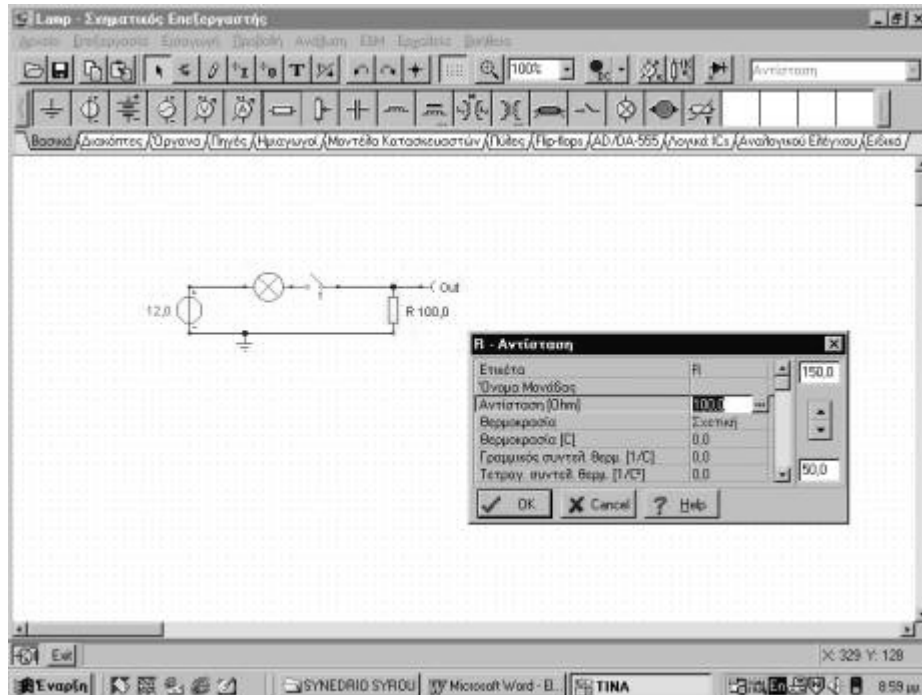 Lamp - Σχηματικός Επεξεργαστής
Αρχείο Επεξεργασία Εισαγωγή Προβολή Ανάλυση T&M Εργαλεία Βοήθεια
100%
Αντίσταση
Βασικά Διακόπτες Όργανα Πηγές Ημιαγωγοί Μοντέλα Κατασκευαστών Πύλες Flip-flops AD/DA-555 Λογικά ICs Αναλογικού Ελέγχου Ειδικά
Out
12,0
R 100,0
R - Αντίσταση
Ετικέτα R
150,0
Όνομα Μονάδας
Αντίσταση [Ohm] 100,0
Θερμοκρασία Σχετική
Θερμοκρασία [C] 0,0
Γραμμικός συντελ. θερμ. [1/C] 0,0
Τετραγ. συντελ. θερμ. [1/C²] 0,0
50,0
OK Cancel ? Help
Exit
X: 329 Y: 128
Έναρξη
SYNEDRIO SYROU
Microsoft Word - E...
TINA
En
8:59 μμ